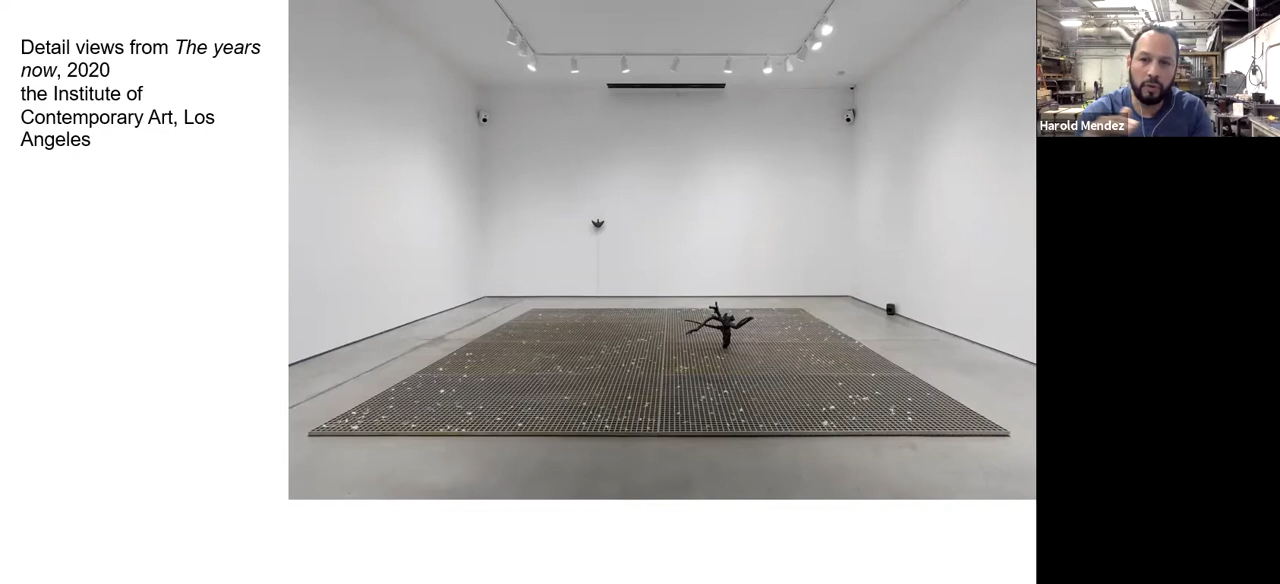 Detail views from The years
now, 2020
the Institute of
Contemporary Art, Los
Angeles
Harold Mendez